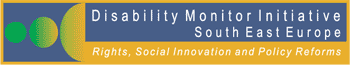 Disability Monitor Initiative
South East Europe
Rights, Social Innovation and Policy Reforms